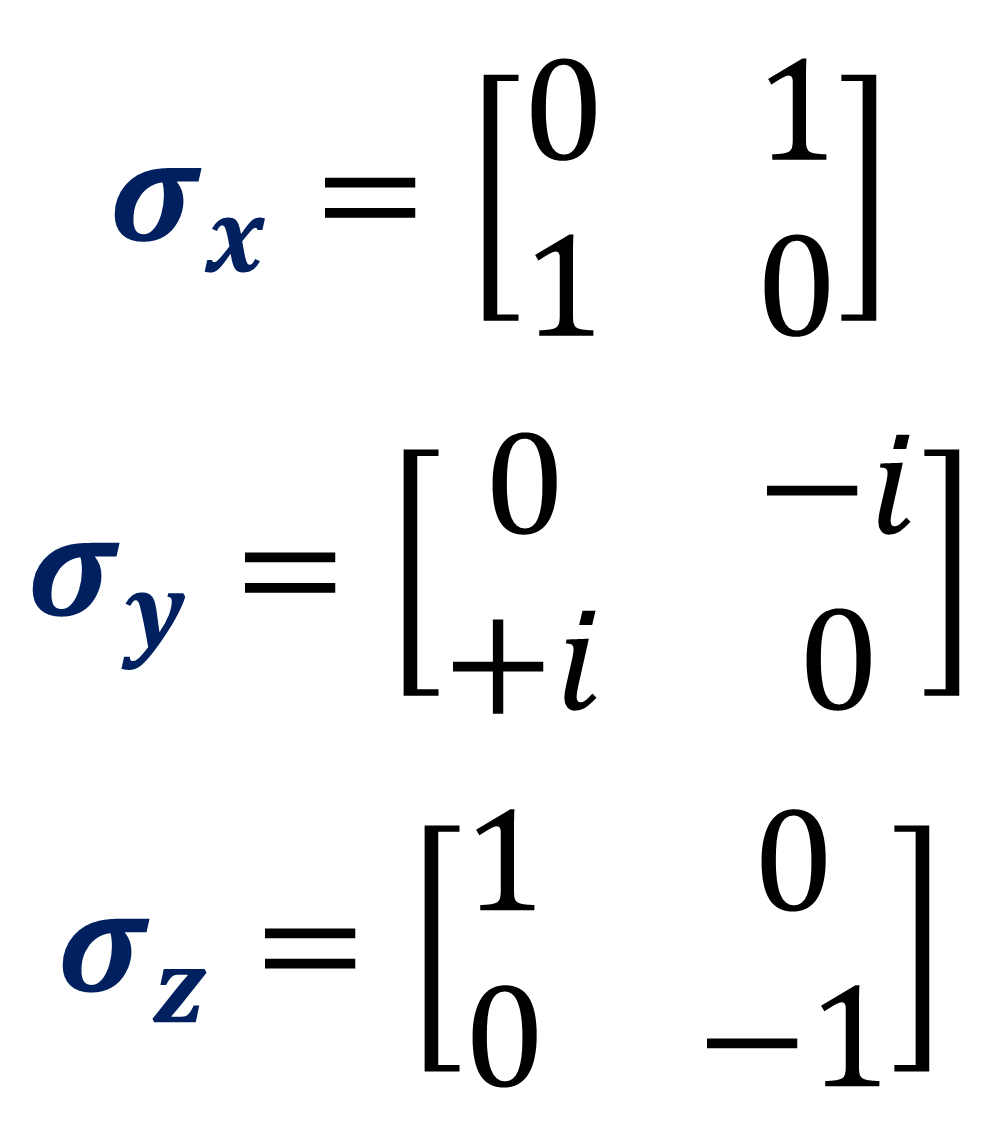 σx = [0 1
1 0]
σy = [0 −i
+i 0]
σz = [1 0
0 −1]